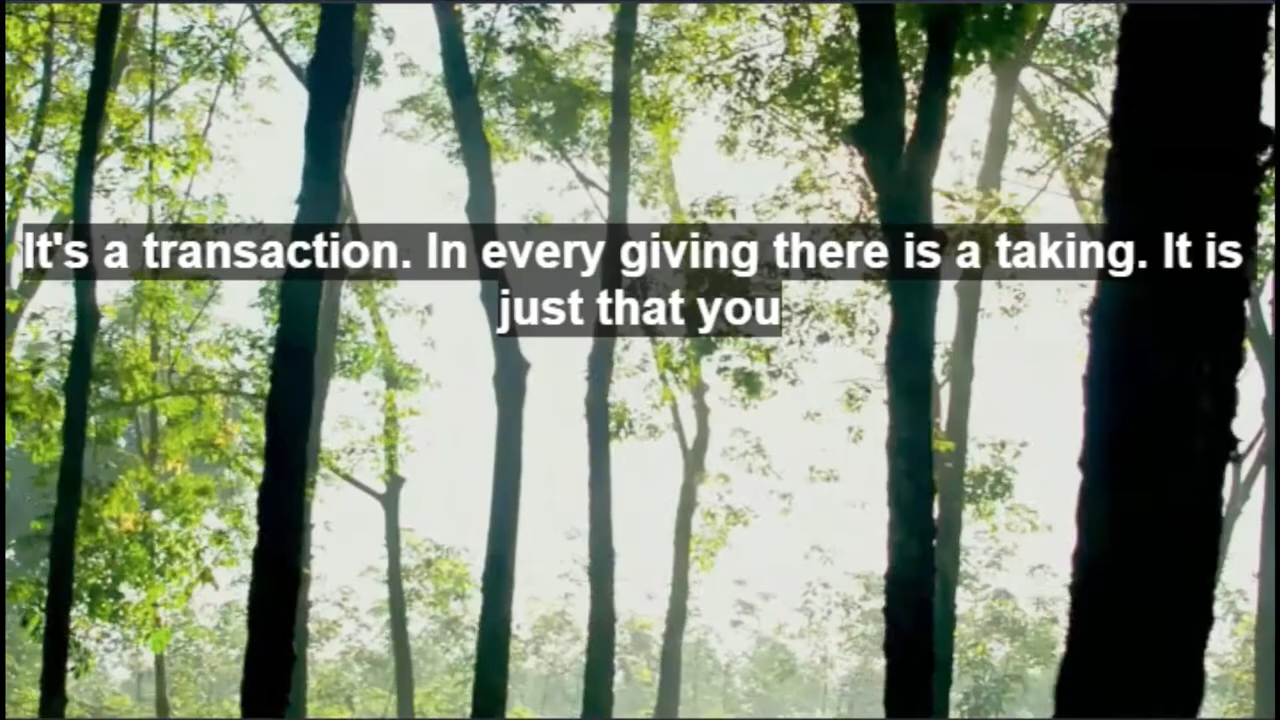 It's a transaction. In every giving there is a taking. It is
just that you